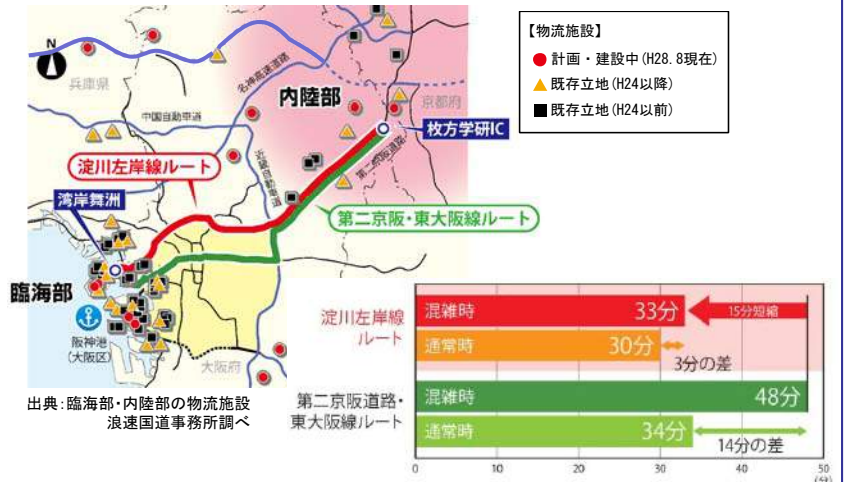 【物流施設】
計画・建設中(H28.8現在)
既存立地(H24以降)
既存立地(H24以前)
N
兵庫県
名神高速道路
内陸部
京都府
中国自動車道
枚方学研IC
淀川左岸線ルート
近畿自動車道
第二京阪道路
湾岸舞洲
第二京阪・東大阪線ルート
臨海部
阪神港
(大阪区)
大阪府
出典:臨海部・内陸部の物流施設
浪速国道事務所調べ
淀川左岸線
ルート
混雑時 33分 15分短縮
通常時 30分 3分の差
第二京阪道路・
東大阪線ルート
混雑時 48分
通常時 34分 14分の差
0 10 20 30 40 50
(分)